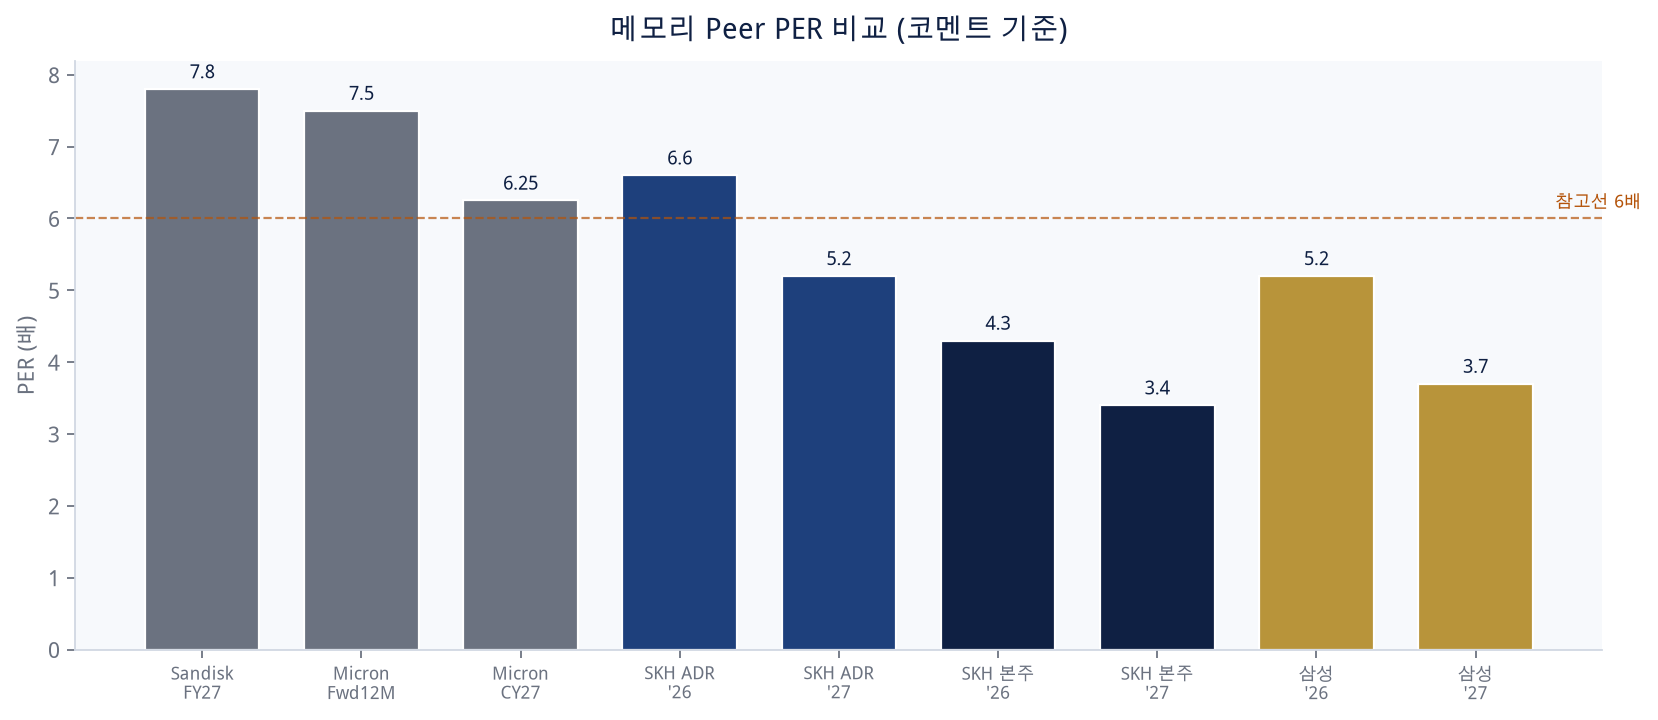 메모리 Peer PER 비교 (코멘트 기준)
PER (배)
8
7
6
5
4
3
2
1
0
7.8
7.5
6.25
6.6
5.2
4.3
3.4
5.2
3.7
참고선 6배
Sandisk
FY27
Micron
Fwd12M
Micron
CY27
SKH ADR
'26
SKH ADR
'27
SKH 본주
'26
SKH 본주
'27
삼성
'26
삼성
'27